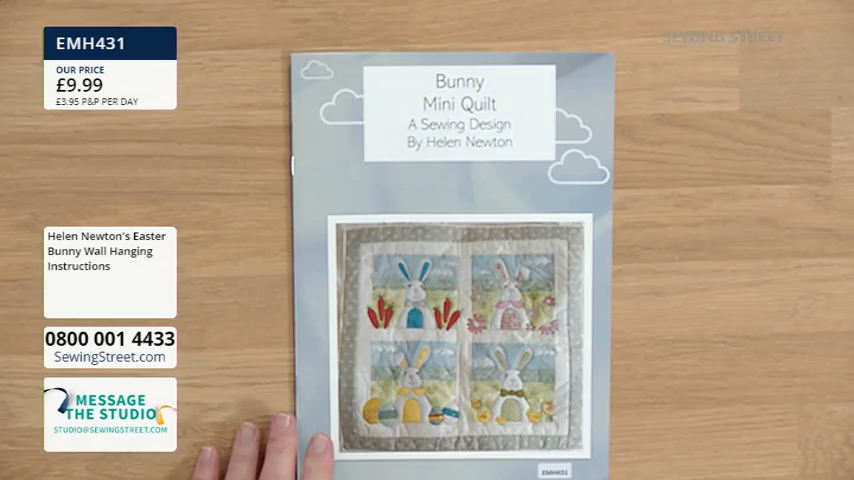 EMH431
OUR PRICE
£9.99
£3.95 P&P PER DAY
SEWING STREET
Bunny
Mini Quilt
A Sewing Design
By Helen Newton
Helen Newton's Easter
Bunny Wall Hanging
Instructions
0800 001 4433
SewingStreet.com
MESSAGE
THE STUDIO
STUDIO@SEWINGSTREET.COM
EMH431